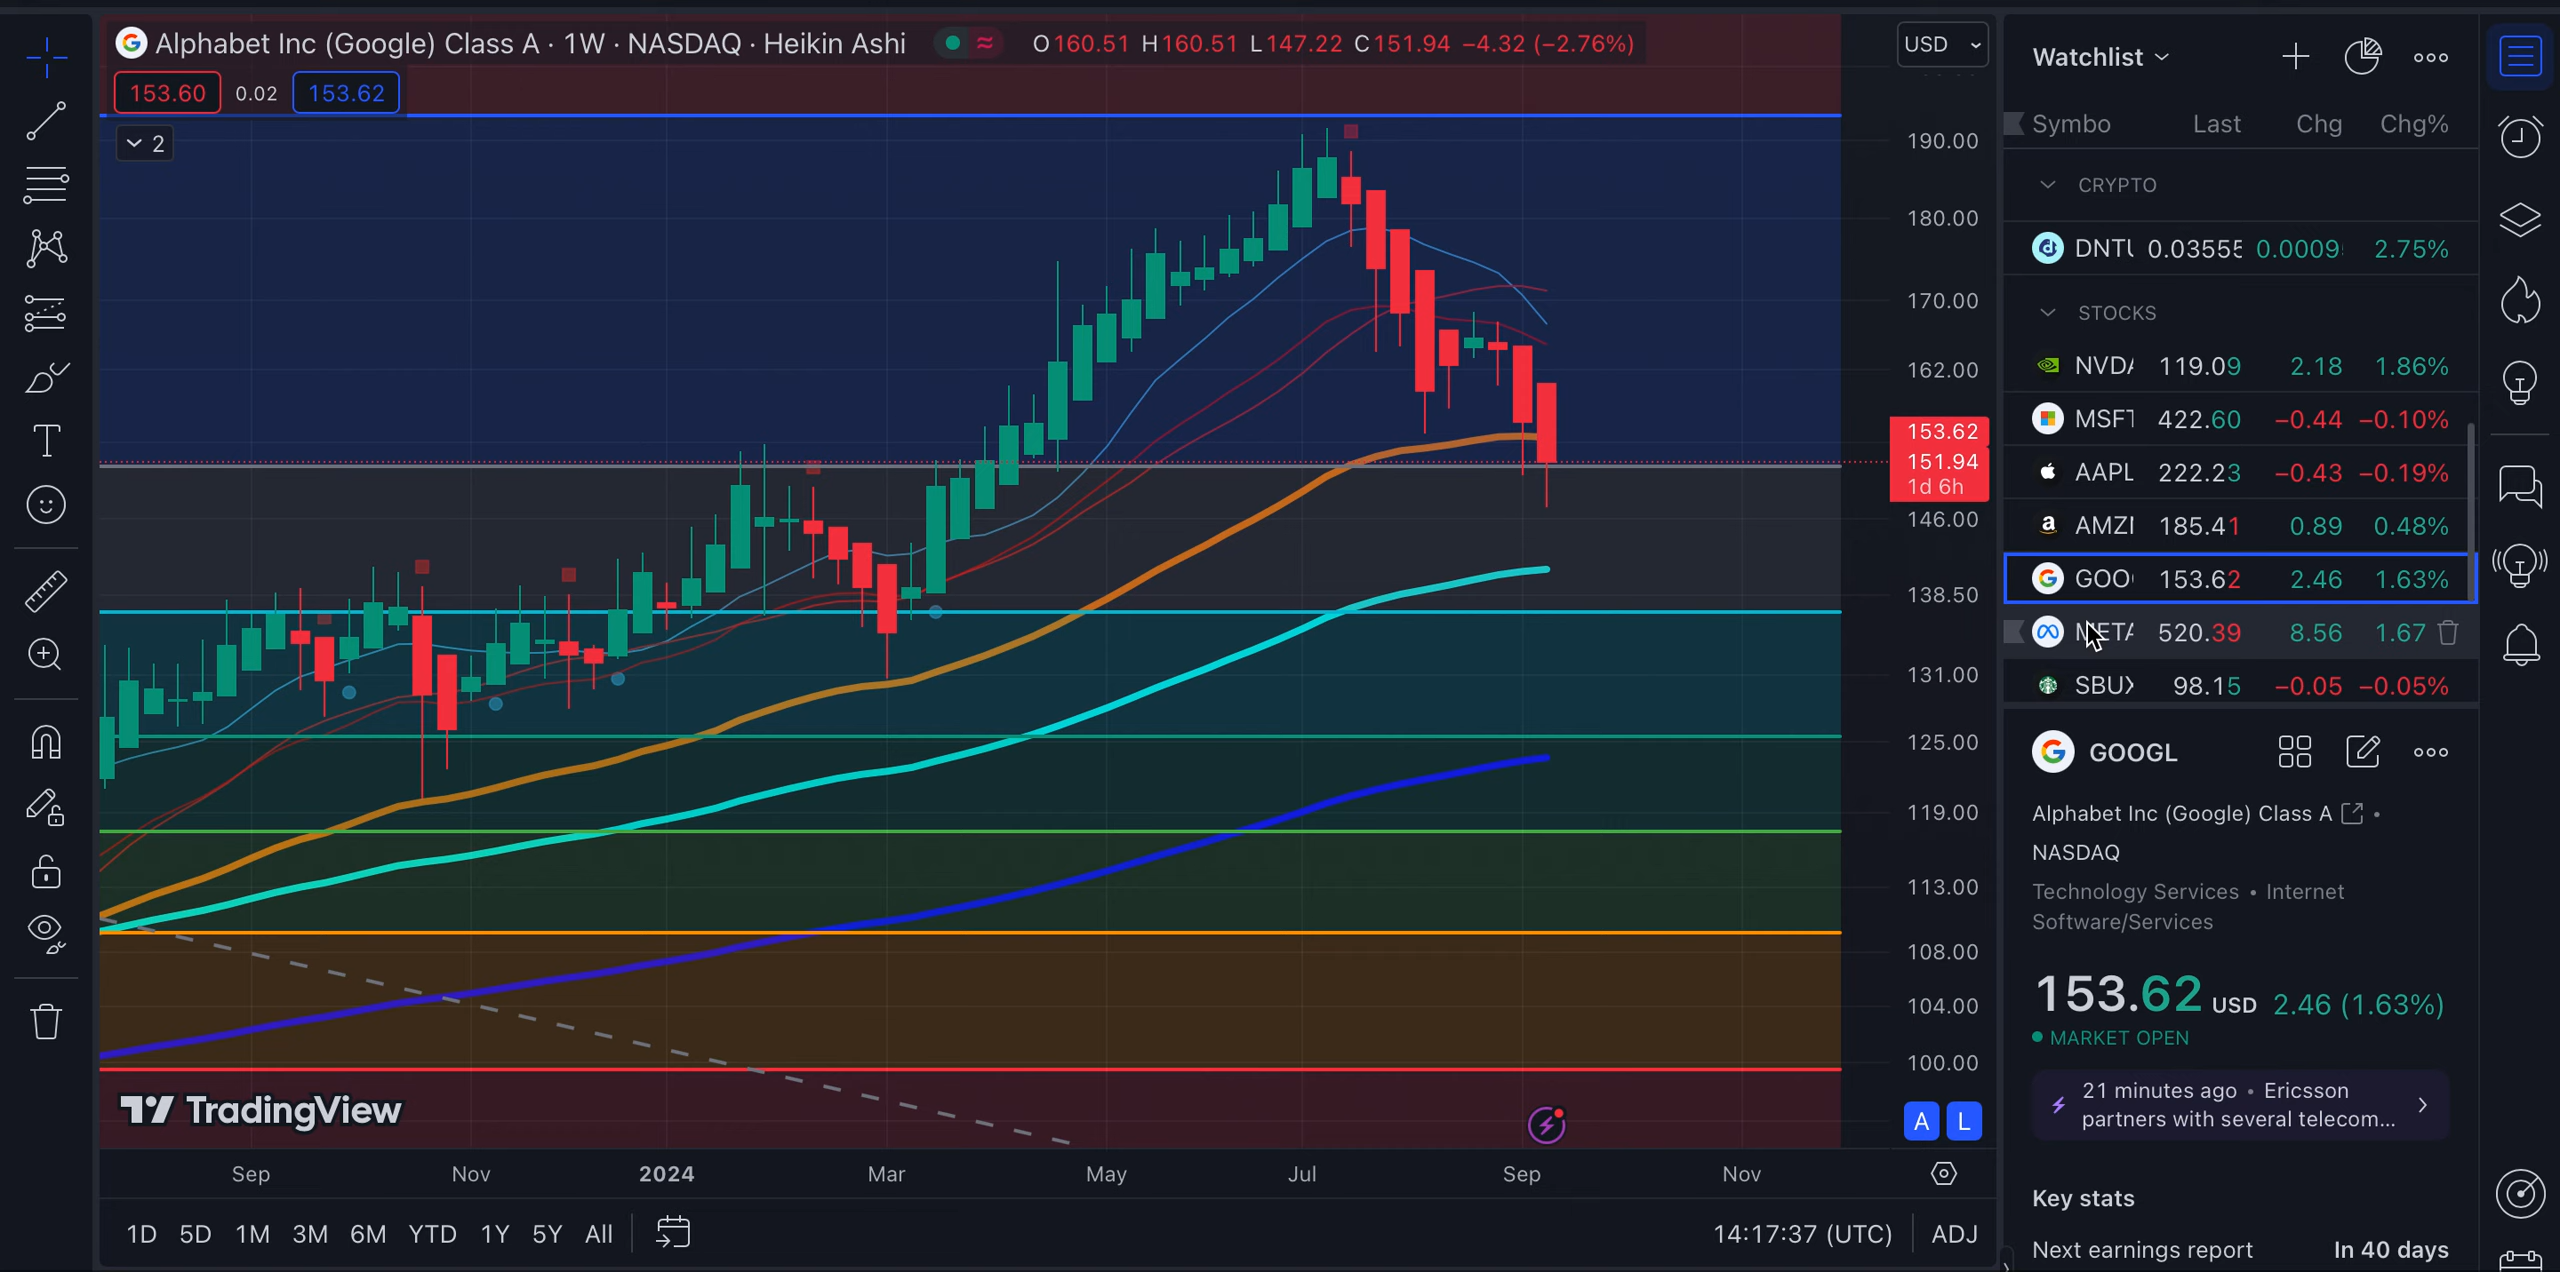 Alphabet Inc (Google) Class A · 1W · NASDAQ · Heikin Ashi O160.51 H160.51 L147.22 C151.94 −4.32 (−2.76%)
153.60 0.02 153.62
2
USD
190.00
180.00
170.00
162.00
153.62
151.94
1d 6h
146.00
138.50
131.00
125.00
119.00
113.00
108.00
104.00
100.00
A L
TradingView
Sep Nov 2024 Mar May Jul Sep Nov
1D 5D 1M 3M 6M YTD 1Y 5Y All 14:17:37 (UTC) ADJ
Watchlist
Symbo Last Chg Chg%
CRYPTO
DNTU 0.03555 0.0009 2.75%
STOCKS
NVDA 119.09 2.18 1.86%
MSFT 422.60 −0.44 −0.10%
AAPL 222.23 −0.43 −0.19%
AMZN 185.41 0.89 0.48%
GOO 153.62 2.46 1.63%
META 520.39 8.56 1.67
SBUX 98.15 −0.05 −0.05%
GOOGL
Alphabet Inc (Google) Class A •
NASDAQ
Technology Services • Internet
Software/Services
153.62 USD 2.46 (1.63%)
MARKET OPEN
21 minutes ago • Ericsson
partners with several telecom...
Key stats
Next earnings report In 40 days